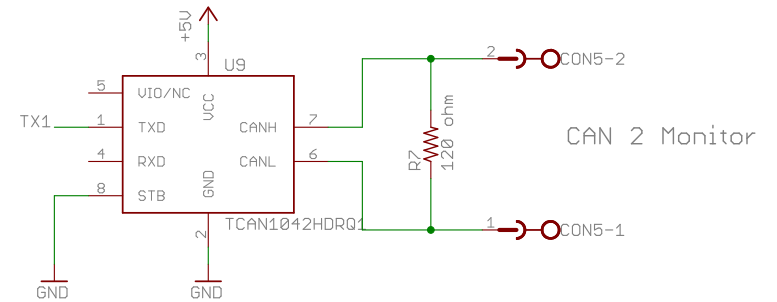 +5V
3
U9
5
VIO/NC
VCC
TX1
1
TXD
CANH
7
4
RXD
CANL
6
8
STB
GND
2
TCAN1042HDRQ1
R7
120 ohm
2
CON5-2
1
CON5-1
CAN 2 Monitor
GND
GND